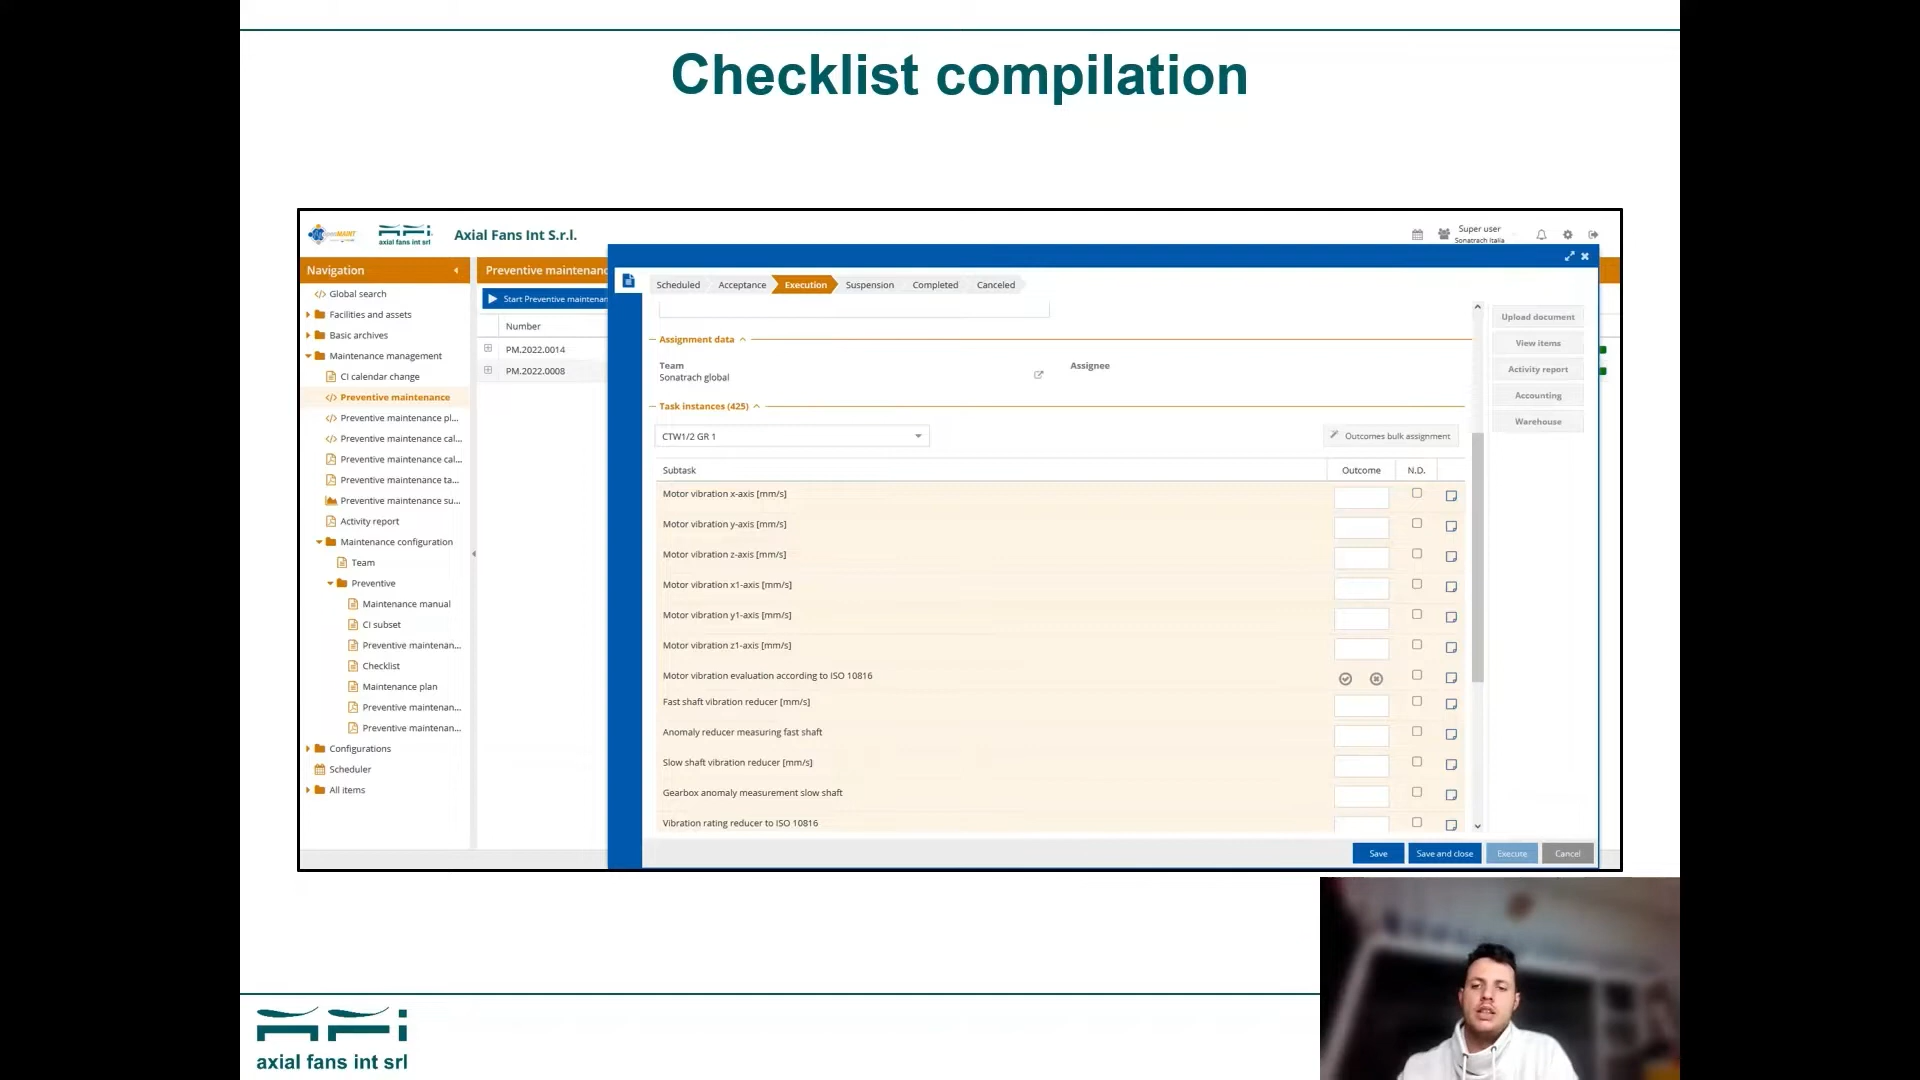 Checklist compilation
openMAINT
axial fans int srl
Axial Fans Int S.r.l.
Super user
Sonatrach Italia
Navigation
Global search
Facilities and assets
Basic archives
Maintenance management
CI calendar change
Preventive maintenance
Preventive maintenance pl...
Preventive maintenance cal...
Preventive maintenance cal...
Preventive maintenance ta...
Preventive maintenance su...
Activity report
Maintenance configuration
Team
Preventive
Maintenance manual
CI subset
Preventive maintenan...
Checklist
Maintenance plan
Preventive maintenan...
Preventive maintenan...
Configurations
Scheduler
All items
Preventive maintenanc
Start Preventive maintenan
Number
PM.2022.0014
PM.2022.0008
Scheduled Acceptance Execution Suspension Completed Canceled
Assignment data
Team Assignee
Sonatrach global
Task instances (425)
CTW1/2 GR 1 Outcomes bulk assignment
Subtask Outcome N.D.
Motor vibration x-axis [mm/s]
Motor vibration y-axis [mm/s]
Motor vibration z-axis [mm/s]
Motor vibration x1-axis [mm/s]
Motor vibration y1-axis [mm/s]
Motor vibration z1-axis [mm/s]
Motor vibration evaluation according to ISO 10816
Fast shaft vibration reducer [mm/s]
Anomaly reducer measuring fast shaft
Slow shaft vibration reducer [mm/s]
Gearbox anomaly measurement slow shaft
Vibration rating reducer to ISO 10816
Upload document
View items
Activity report
Accounting
Warehouse
Save Save and close Execute Cancel
axial fans int srl